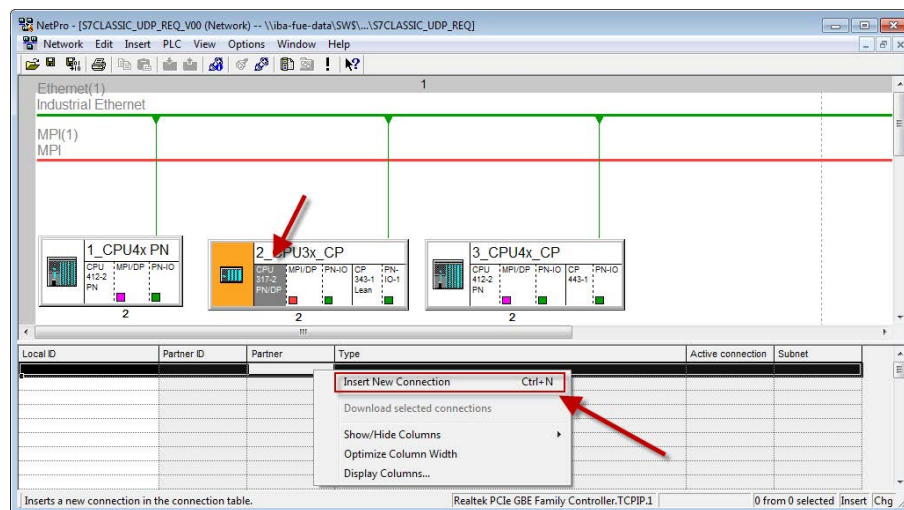 NetPro - [S7CLASSIC_UDP_REQ_V00 (Network) -- \\iba-fue-data\SW$\...\S7CLASSIC_UDP_REQ]
Network Edit Insert PLC View Options Window Help
1
Ethernet(1)
Industrial Ethernet
MPI(1)
MPI
1_CPU4x PN
CPU 412-2 PN
MPI/DP
PN-IO
2
2_CPU3x_CP
CPU 317-2 PN/DP
MPI/DP
PN-IO
CP 343-1 Lean
PN-IO-1
2
3_CPU4x_CP
CPU 412-2 PN
MPI/DP
PN-IO
CP 443-1
PN-IO
2
Local ID Partner ID Partner Type Active connection Subnet
Insert New Connection Ctrl+N
Download selected connections
Show/Hide Columns
Optimize Column Width
Display Columns...
Inserts a new connection in the connection table. Realtek PCIe GBE Family Controller.TCPIP.1 0 from 0 selected Insert Chg